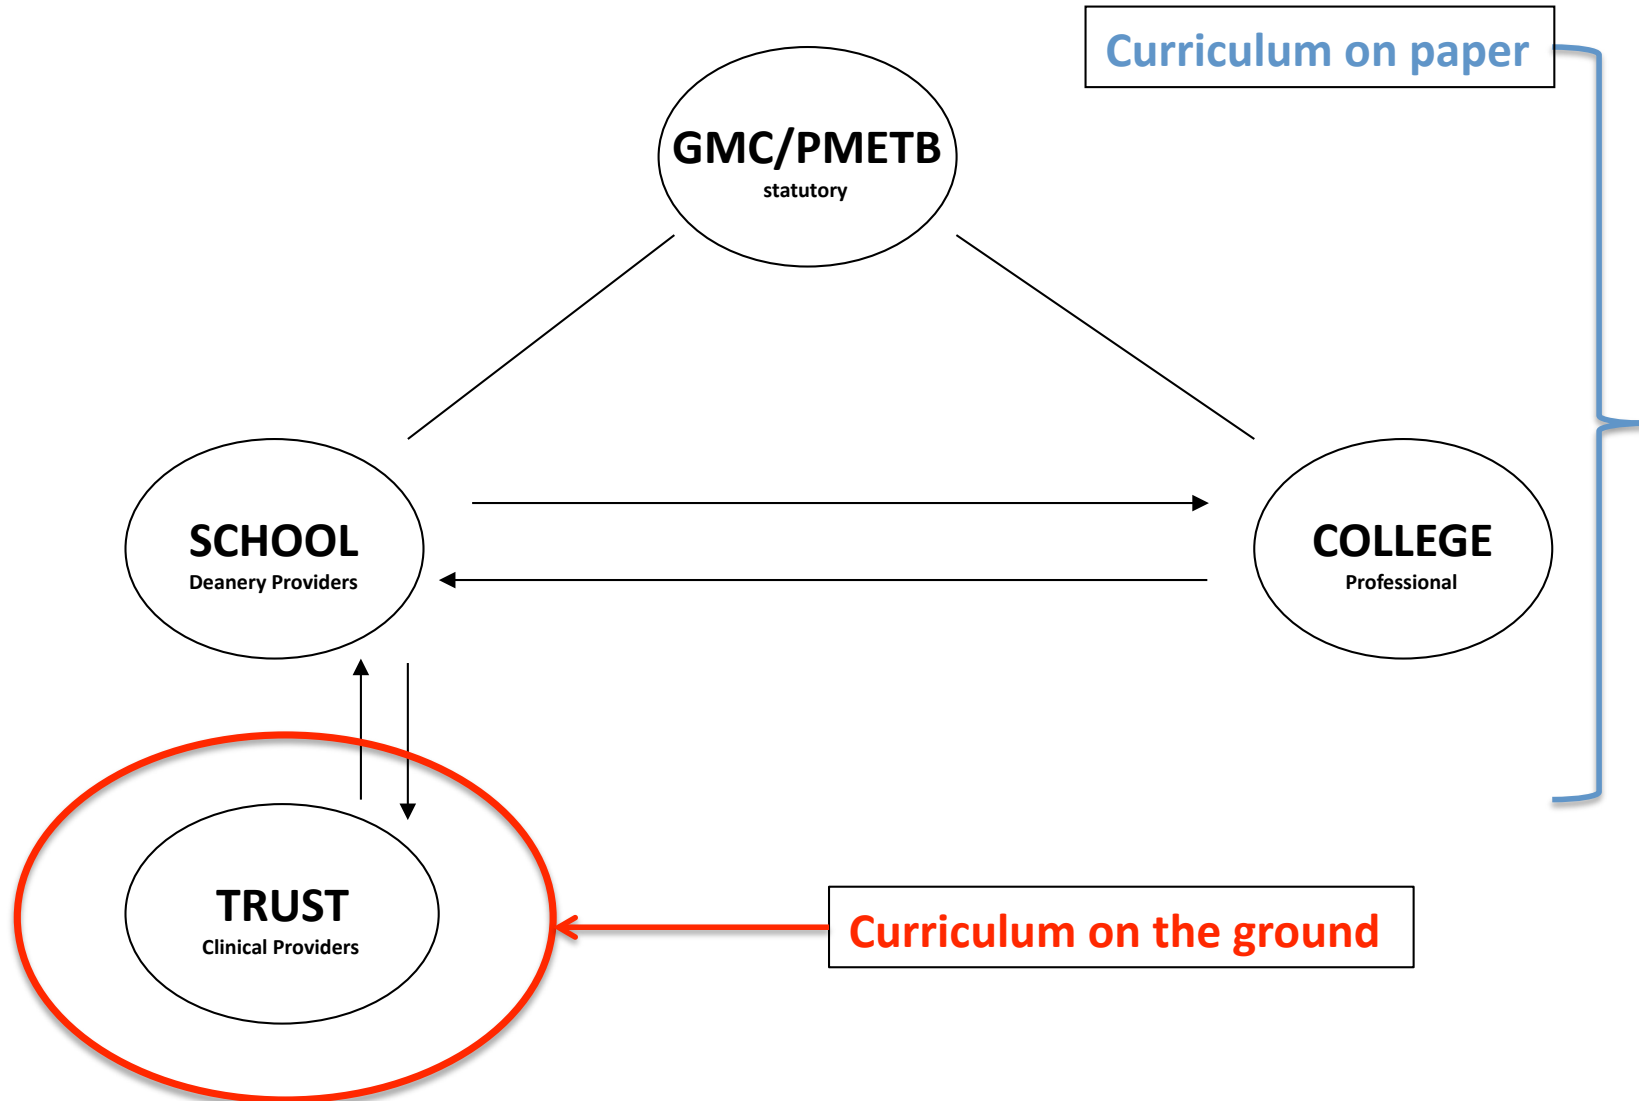 Curriculum on paper
GMC/PMETB
statutory
SCHOOL
Deanery Providers
COLLEGE
Professional
TRUST
Clinical Providers
Curriculum on the ground